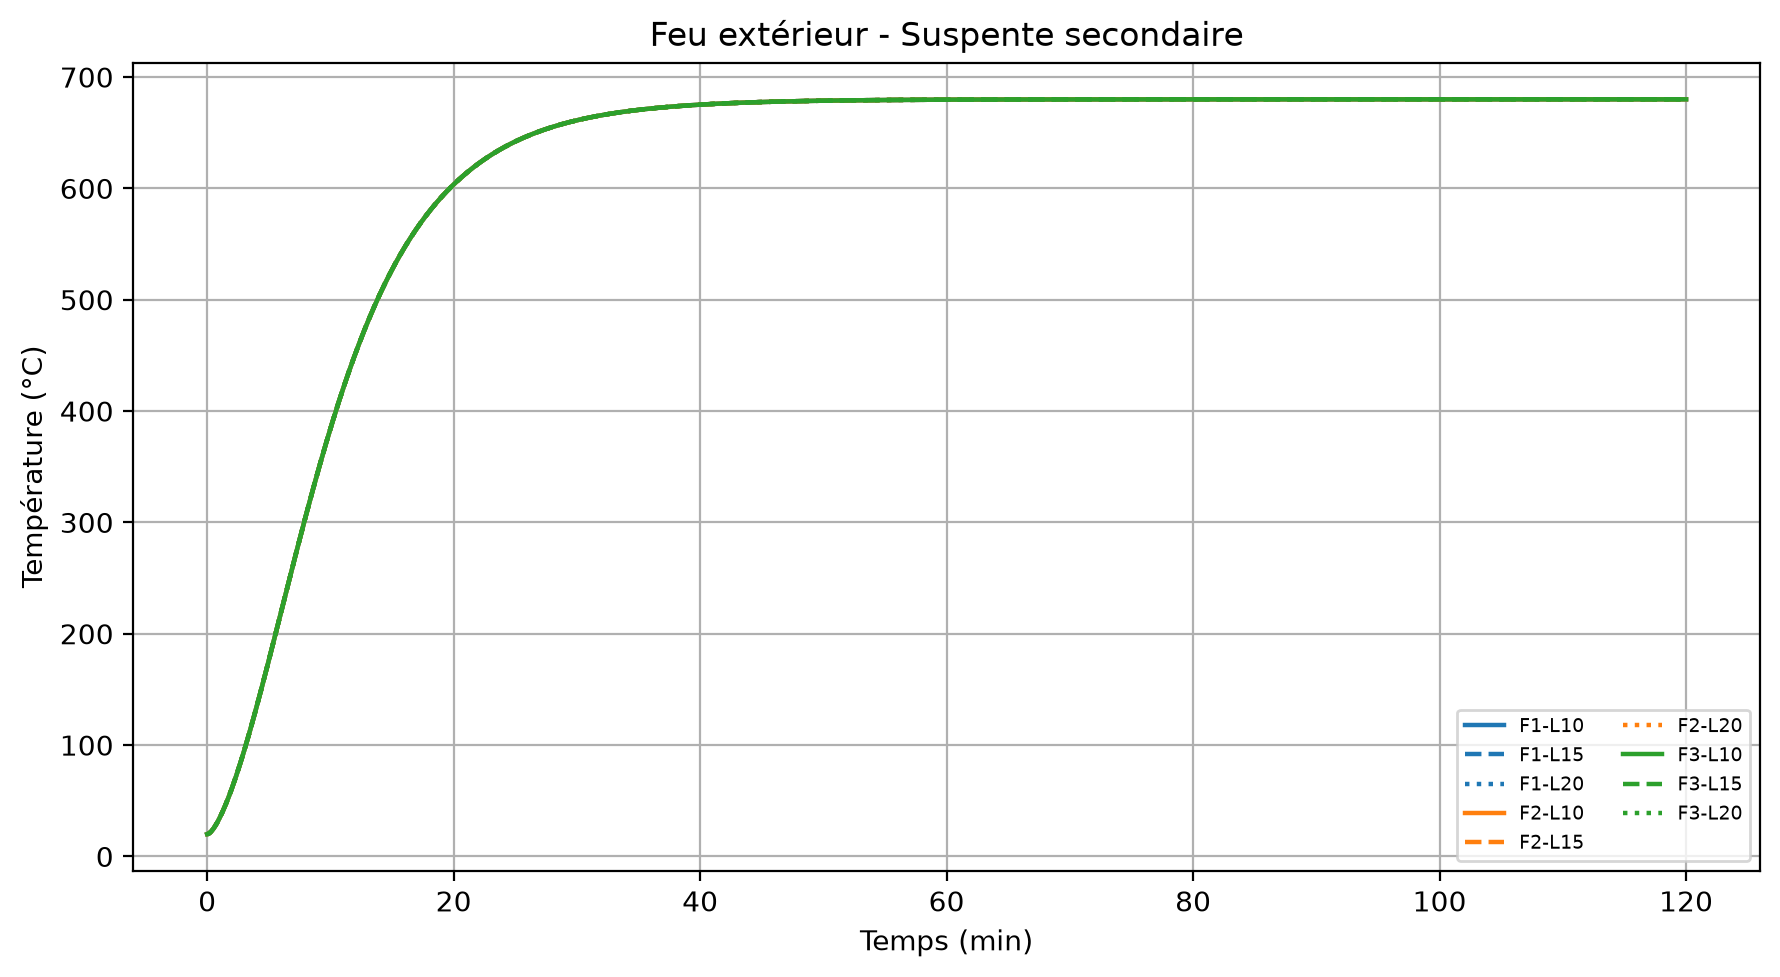 Feu extérieur - Suspente secondaire
Température (°C)
700
600
500
400
300
200
100
0
0 20 40 60 80 100 120
Temps (min)
F1-L10
F1-L15
F1-L20
F2-L10
F2-L15
F2-L20
F3-L10
F3-L15
F3-L20